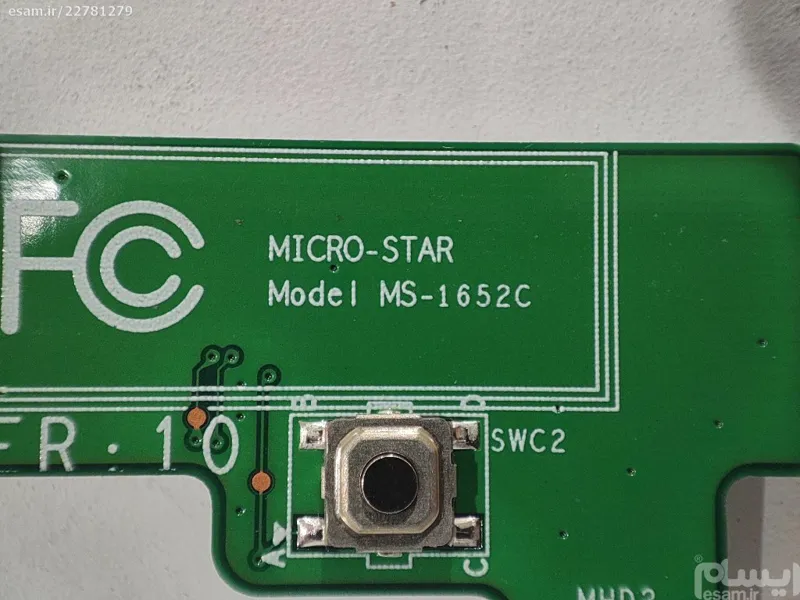 esam.ir/22781279
FC
MICRO-STAR
Model MS-1652C
ER.10
B
D
SWC2
A
C
MHD2
ایسام
esam.ir